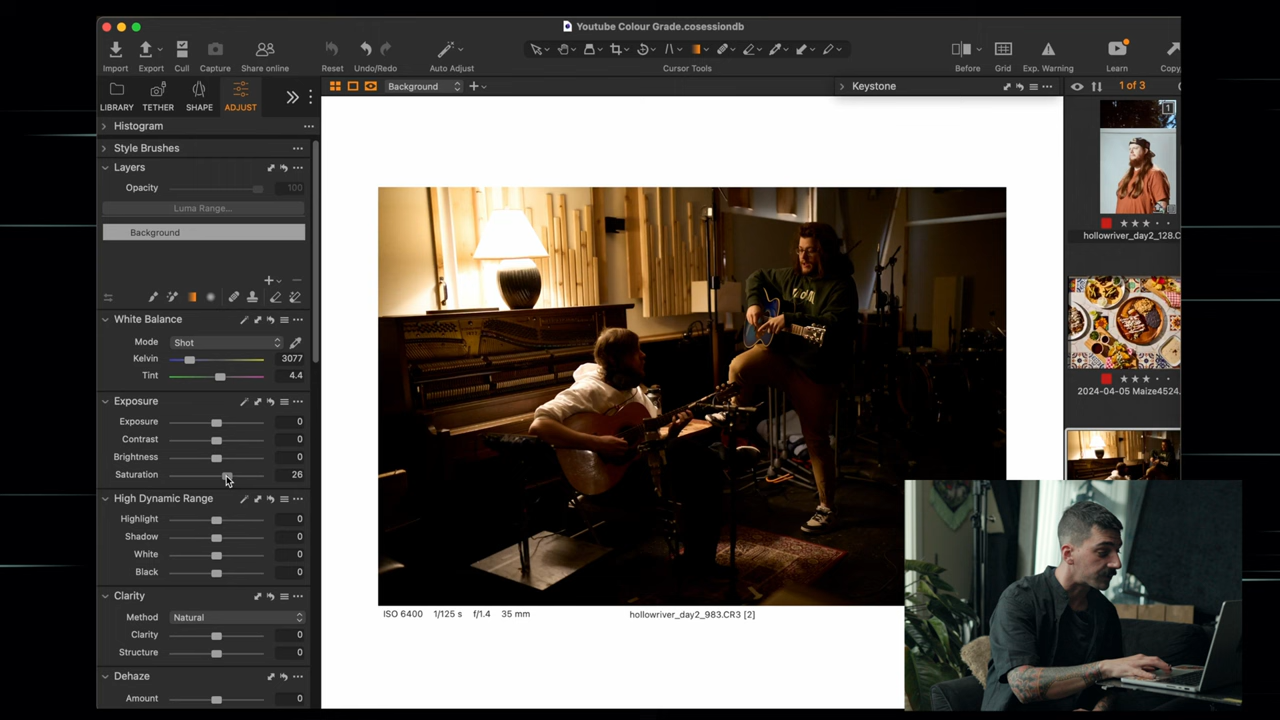 Youtube Colour Grade.cosessiondb
Import Export Cull Capture Share online Reset Undo/Redo Auto Adjust Cursor Tools Before Grid Exp. Warning Learn Copy
LIBRARY TETHER SHAPE ADJUST
Background
Keystone
1 of 3
Histogram
Style Brushes
Layers
Opacity 100
Luma Range...
Background
White Balance
Mode Shot
Kelvin 3077
Tint 4.4
Exposure
Exposure 0
Contrast 0
Brightness 0
Saturation 26
High Dynamic Range
Highlight 0
Shadow 0
White 0
Black 0
Clarity
Method Natural
Clarity 0
Structure 0
Dehaze
Amount 0
ISO 6400 1/125 s f/1.4 35 mm
hollowriver_day2_983.CR3 [2]
1
hollowriver_day2_128.C
2024-04-05 Maize4524.